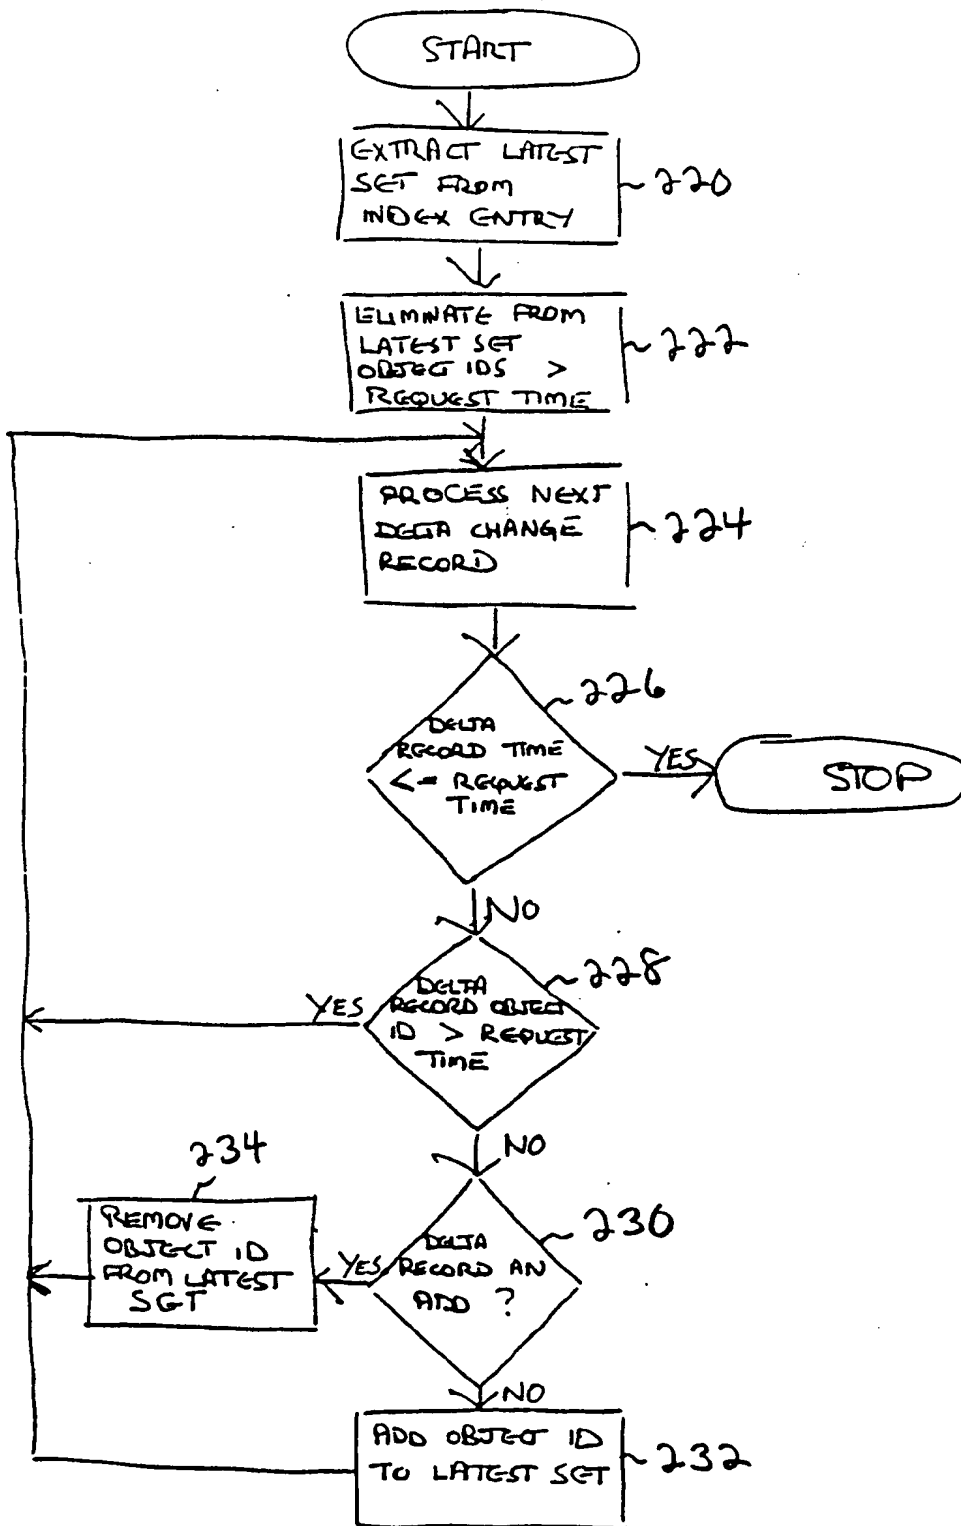 START
EXTRACT LATEST
SET FROM
INDEX ENTRY
220
ELIMINATE FROM
LATEST SET
OBJECT IDS >
REQUEST TIME
222
PROCESS NEXT
DELTA CHANGE
RECORD
224
DELTA
RECORD TIME
<= REQUEST
TIME
226
YES
STOP
NO
DELTA
RECORD OBJECT
ID > REQUEST
TIME
228
YES
NO
DELTA
RECORD AN
ADD ?
230
YES
234
REMOVE
OBJECT ID
FROM LATEST
SET
NO
ADD OBJECT ID
TO LATEST SET
232